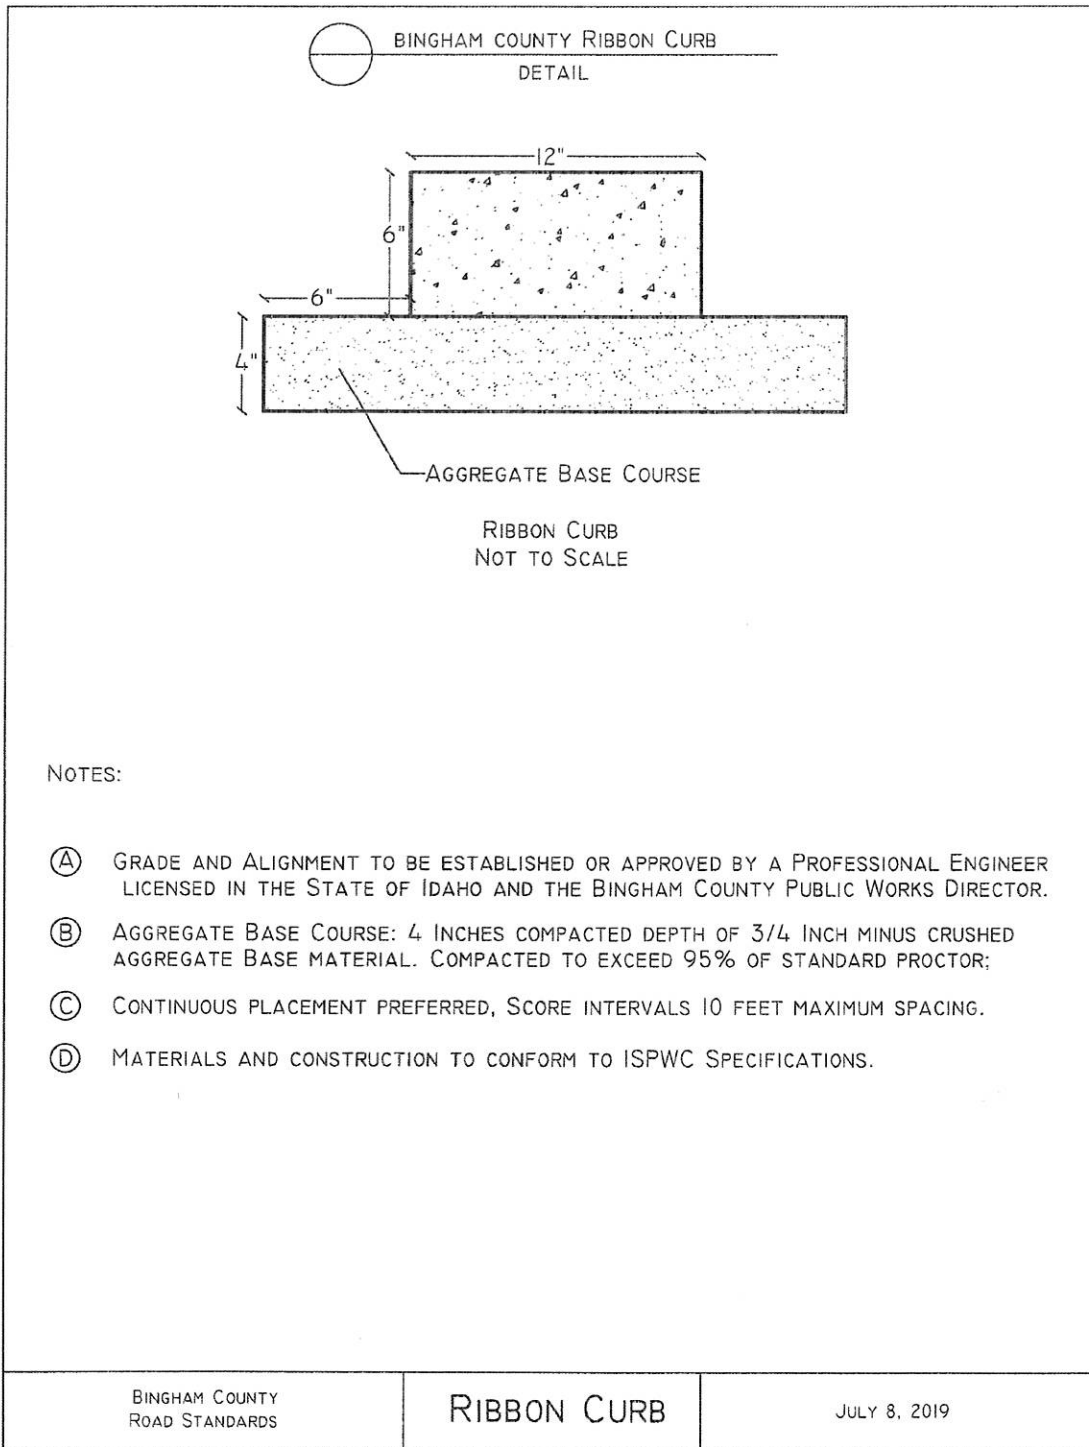 BINGHAM COUNTY RIBBON CURB
DETAIL
12"
6"
6"
4"
AGGREGATE BASE COURSE
RIBBON CURB
NOT TO SCALE
NOTES:
A GRADE AND ALIGNMENT TO BE ESTABLISHED OR APPROVED BY A PROFESSIONAL ENGINEER
LICENSED IN THE STATE OF IDAHO AND THE BINGHAM COUNTY PUBLIC WORKS DIRECTOR.
B AGGREGATE BASE COURSE: 4 INCHES COMPACTED DEPTH OF 3/4 INCH MINUS CRUSHED
AGGREGATE BASE MATERIAL. COMPACTED TO EXCEED 95% OF STANDARD PROCTOR;
C CONTINUOUS PLACEMENT PREFERRED, SCORE INTERVALS 10 FEET MAXIMUM SPACING.
D MATERIALS AND CONSTRUCTION TO CONFORM TO ISPWC SPECIFICATIONS.
BINGHAM COUNTY
ROAD STANDARDS
RIBBON CURB
JULY 8, 2019